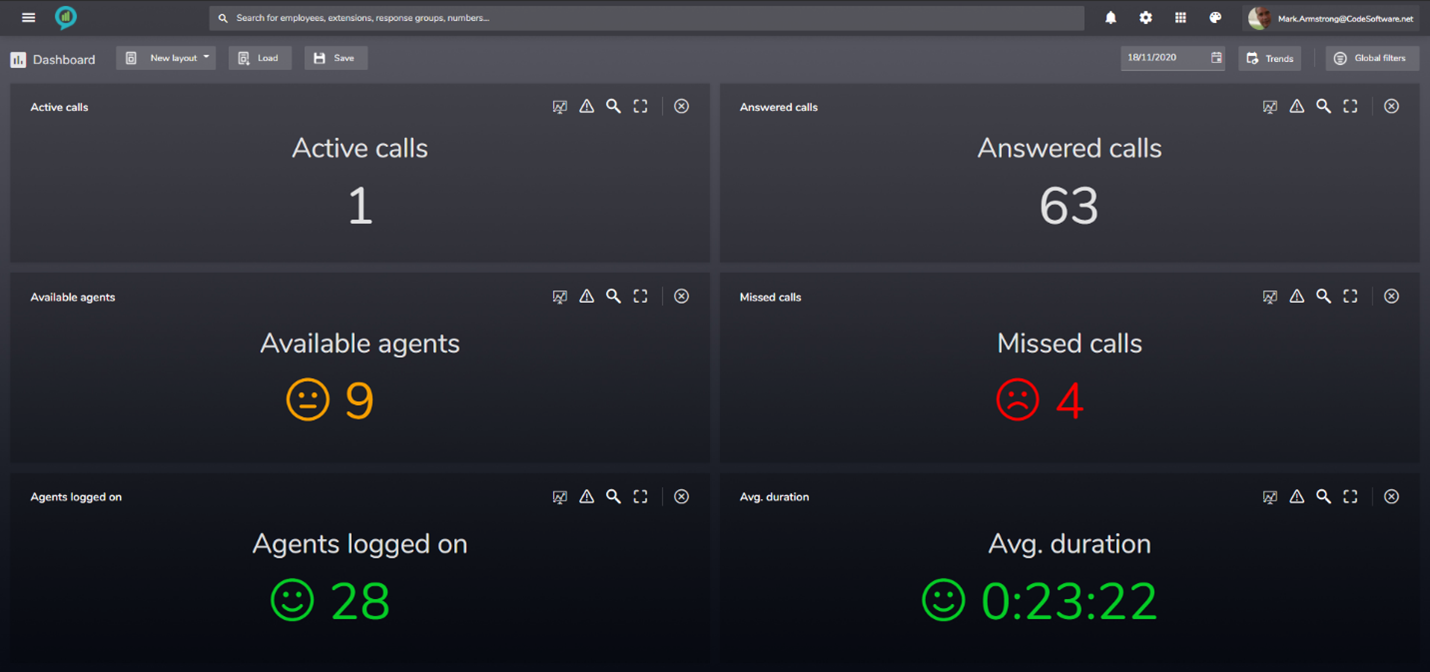 Search for employees, extensions, response groups, numbers...
Mark.Armstrong@CodeSoftware.net
Dashboard
New layout
Load
Save
18/11/2020
Trends
Global filters
Active calls
Active calls
1
Answered calls
Answered calls
63
Available agents
Available agents
9
Missed calls
Missed calls
4
Agents logged on
Agents logged on
28
Avg. duration
Avg. duration
0:23:22